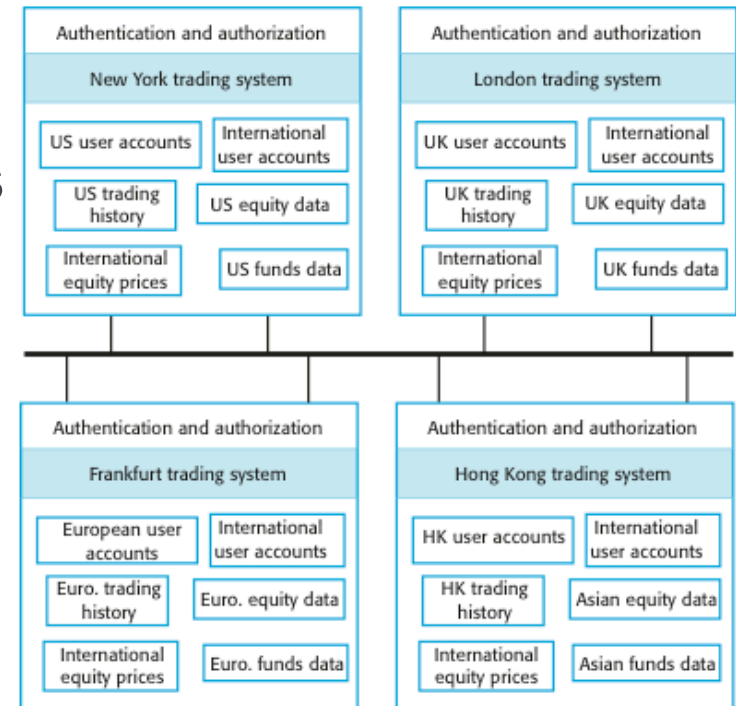 Authentication and authorization
New York trading system
US user accounts
International
user accounts
US trading
history
US equity data
International
equity prices
US funds data
Authentication and authorization
London trading system
UK user accounts
International
user accounts
UK trading
history
UK equity data
International
equity prices
UK funds data
Authentication and authorization
Frankfurt trading system
European user
accounts
International
user accounts
Euro. trading
history
Euro. equity data
International
equity prices
Euro. funds data
Authentication and authorization
Hong Kong trading system
HK user accounts
International
user accounts
HK trading
history
Asian equity data
International
equity prices
Asian funds data